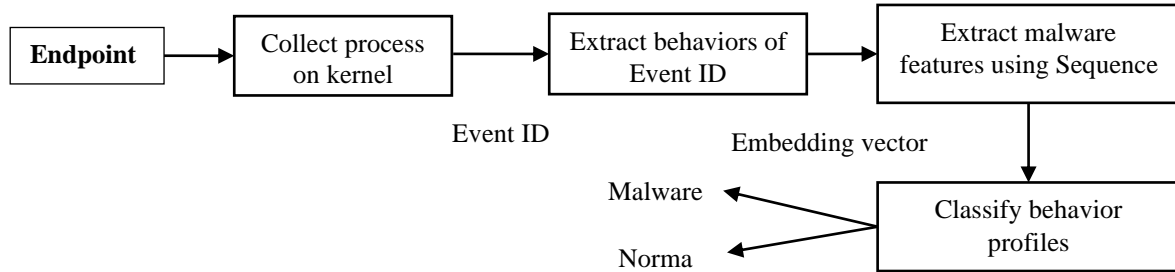 Endpoint
Collect process
on kernel
Extract behaviors of
Event ID
Extract malware
features using Sequence
Event ID
Embedding vector
Malware
Norma
Classify behavior
profiles